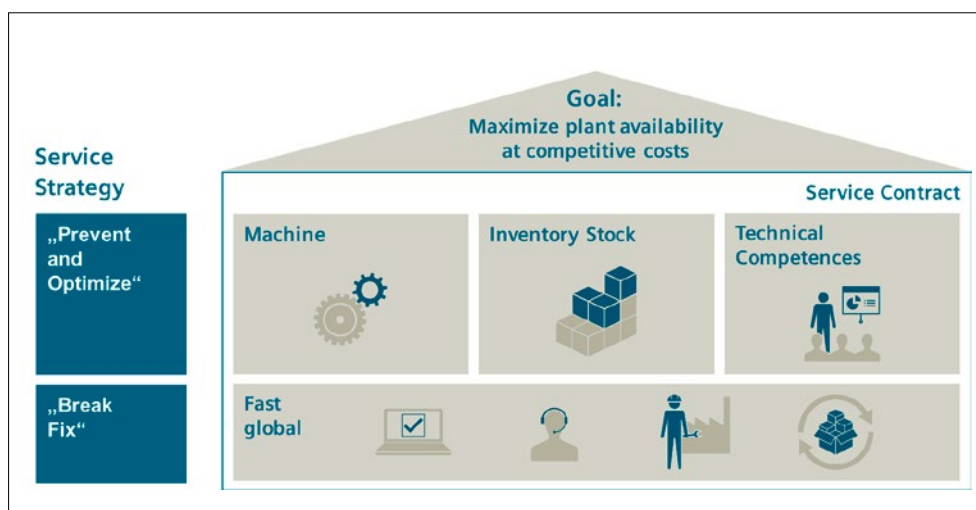 Goal:
Maximize plant availability
at competitive costs
Service
Strategy
Service Contract
„Prevent
and
Optimize“
Machine
Inventory Stock
Technical
Competences
„Break
Fix“
Fast
global